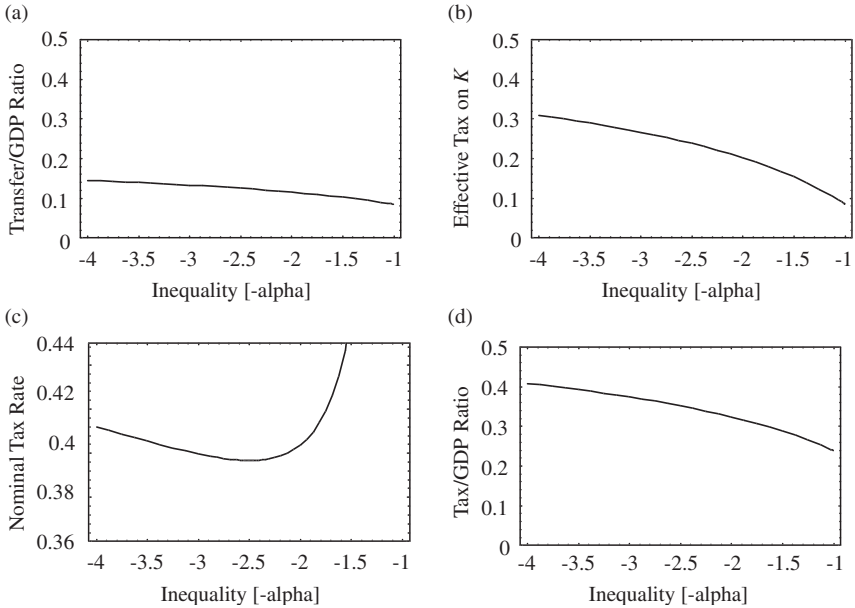 (a)
0.5
0.4
0.3
0.2
0.1
0
Transfer/GDP Ratio
-4 -3.5 -3 -2.5 -2 -1.5 -1
Inequality [-alpha]
(b)
0.5
0.4
0.3
0.2
0.1
0
Effective Tax on K
-4 -3.5 -3 -2.5 -2 -1.5 -1
Inequality [-alpha]
(c)
0.44
0.42
0.4
0.38
0.36
Nominal Tax Rate
-4 -3.5 -3 -2.5 -2 -1.5 -1
Inequality [-alpha]
(d)
0.5
0.4
0.3
0.2
0.1
0
Tax/GDP Ratio
-4 -3.5 -3 -2.5 -2 -1.5 -1
Inequality [-alpha]